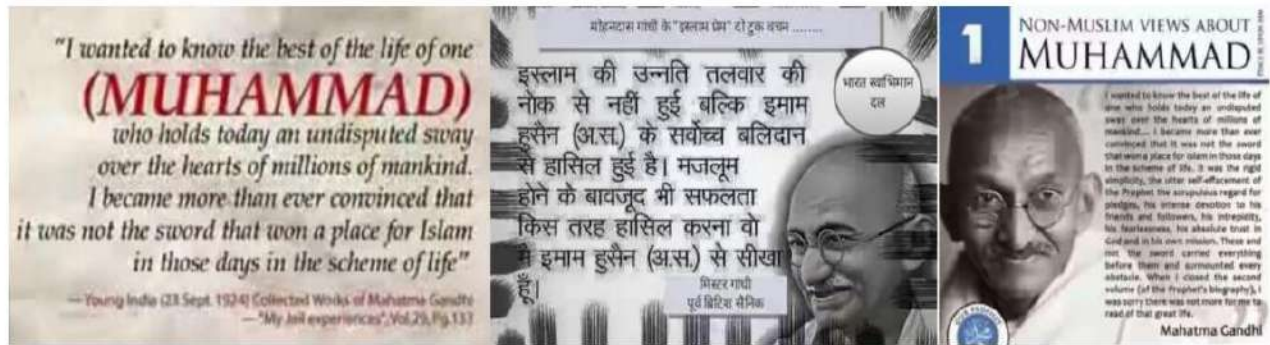 "I wanted to know the best of the life of one
(MUHAMMAD)
who holds today an undisputed sway
over the hearts of millions of mankind.
I became more than ever convinced that
it was not the sword that won a place for Islam
in those days in the scheme of life"
— Young India (23 Sept. 1924) Collected Works of Mahatma Gandhi
— "My Jail experiences", Vol.29, Pg.133
मोहनदास गांधी के "इस्लाम प्रेम" दो टुक वचन ........
इस्लाम की उन्नति तलवार की
नोक से नहीं हुई बल्कि इमाम
हुसैन (अ.स.) के सर्वोच्च बलिदान
से हासिल हुई है। मजलूम
होने के बावजूद भी सफलता
किस तरह हासिल करना वो
मै इमाम हुसैन (अ.स.) से सीखा
हूँ।
भारत स्वाभिमान
दल
मिस्टर गांधी
पूर्व ब्रिटिश सैनिक
1
NON-MUSLIM VIEWS ABOUT
MUHAMMAD
I wanted to know the best of the life of
one who holds today an undisputed
sway over the hearts of millions of
mankind... I became more than ever
convinced that it was not the sword
that won a place for Islam in those days
in the scheme of life. It was the rigid
simplicity, the utter self-effacement of
the Prophet the scrupulous regard for
pledges, his intense devotion to his
friends and followers, his intrepidity,
his fearlessness, his absolute trust in
God and in his own mission. These and
not the sword carried everything
before them and surmounted every
obstacle. When I closed the second
volume (of the Prophet's biography), I
was sorry there was not more for me to
read of that great life.
Mahatma Gandhi